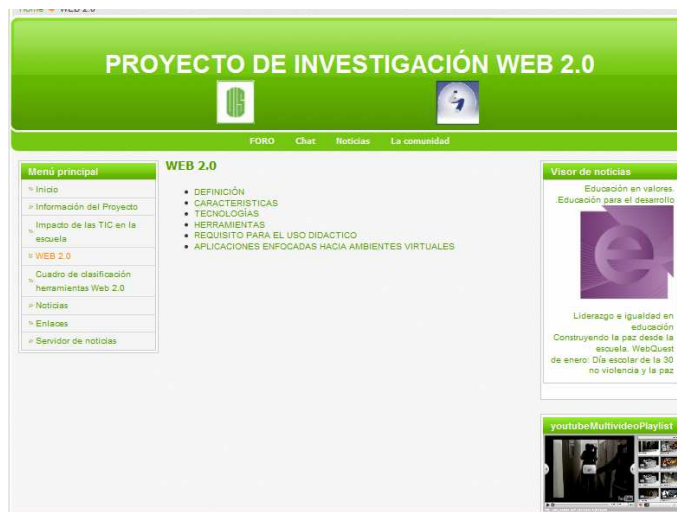 Home WEB 2.0
PROYECTO DE INVESTIGACIÓN WEB 2.0
FORO Chat Noticias La comunidad
Menú principal
Inicio
Información del Proyecto
Impacto de las TIC en la
escuela
WEB 2.0
Cuadro de clasificación
herramientas Web 2.0
Noticias
Enlaces
Servidor de noticias
WEB 2.0
DEFINICIÓN
CARACTERISTICAS
TECNOLOGÍAS
HERRAMIENTAS
REQUISITO PARA EL USO DIDACTICO
APLICACIONES ENFOCADAS HACIA AMBIENTES VIRTUALES
Visor de noticias
Educación en valores.
.Educación para el desarrollo
Liderazgo e igualdad en
educación
Construyendo la paz desde la
escuela. WebQuest
de enero: Día escolar de la 30
no violencia y la paz
youtubeMultivideoPlaylist